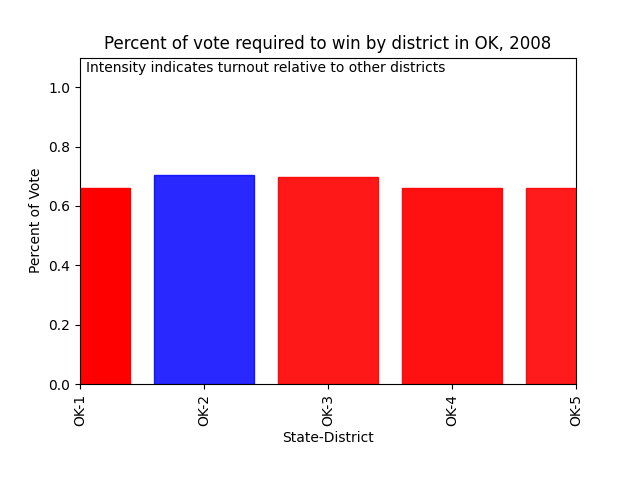 Percent of vote required to win by district in OK, 2008
Intensity indicates turnout relative to other districts
1.0
0.8
0.6
0.4
0.2
0.0
Percent of Vote
OK-1
OK-2
OK-3
OK-4
OK-5
State-District